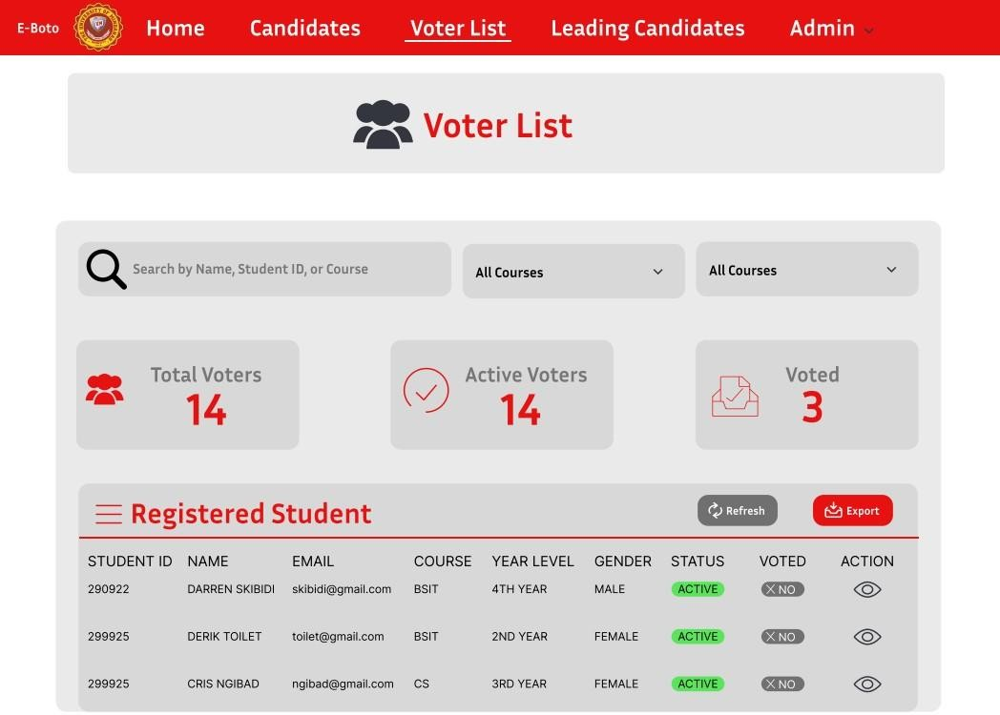 E-Boto Home Candidates Voter List Leading Candidates Admin
Voter List
Search by Name, Student ID, or Course All Courses All Courses
Total Voters Active Voters Voted
14 14 3
Registered Student Refresh Export
STUDENT ID NAME EMAIL COURSE YEAR LEVEL GENDER STATUS VOTED ACTION
290922 DARREN SKIBIDI skibidi@gmail.com BSIT 4TH YEAR MALE ACTIVE X NO
299925 DERIK TOILET toilet@gmail.com BSIT 2ND YEAR FEMALE ACTIVE X NO
299925 CRIS NGIBAD ngibad@gmail.com CS 3RD YEAR FEMALE ACTIVE X NO